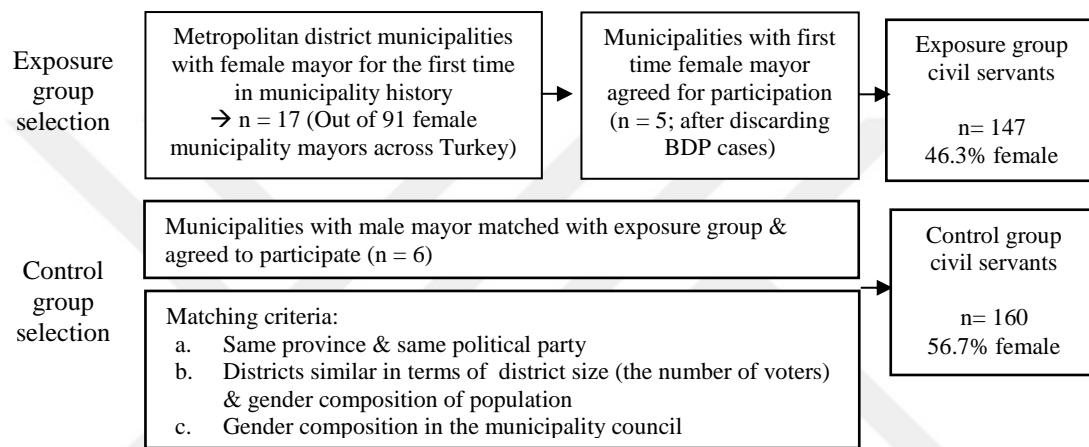 Exposure
group
selection
Metropolitan district municipalities
with female mayor for the first time
in municipality history
→ n = 17 (Out of 91 female
municipality mayors across Turkey)
Municipalities with first
time female mayor
agreed for participation
(n = 5; after discarding
BDP cases)
Exposure group
civil servants
n= 147
46.3% female
Control
group
selection
Municipalities with male mayor matched with exposure group &
agreed to participate (n = 6)
Matching criteria:
a. Same province & same political party
b. Districts similar in terms of district size (the number of voters)
& gender composition of population
c. Gender composition in the municipality council
Control group
civil servants
n= 160
56.7% female